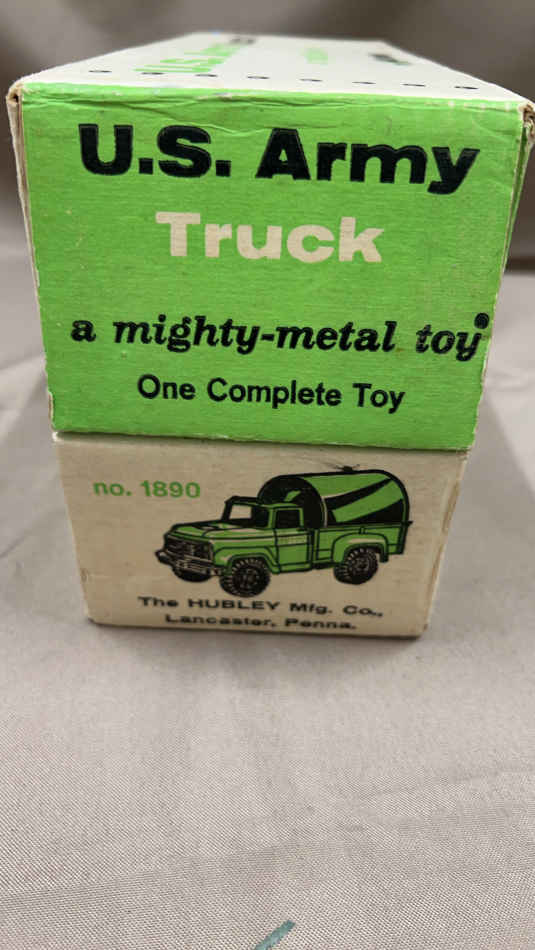 U.S. Army
Truck
a mighty-metal toy
One Complete Toy
no. 1890
The HUBLEY Mfg. Co.,
Lancaster, Penna.